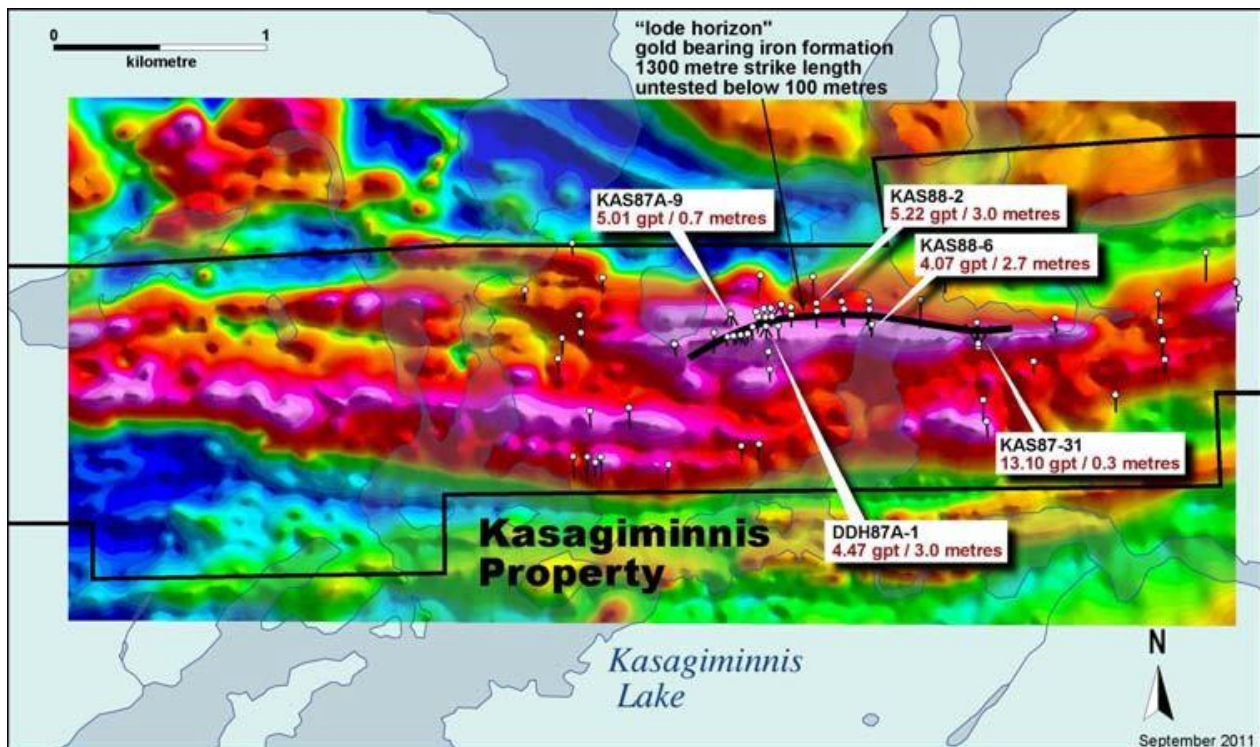 0 1
kilometre
"lode horizon"
gold bearing iron formation
1300 metre strike length
untested below 100 metres
KAS87A-9
5.01 gpt / 0.7 metres
KAS88-2
5.22 gpt / 3.0 metres
KAS88-6
4.07 gpt / 2.7 metres
KAS87-31
13.10 gpt / 0.3 metres
DDH87A-1
4.47 gpt / 3.0 metres
Kasagiminnis
Property
Kasagiminnis
Lake
N
September 2011